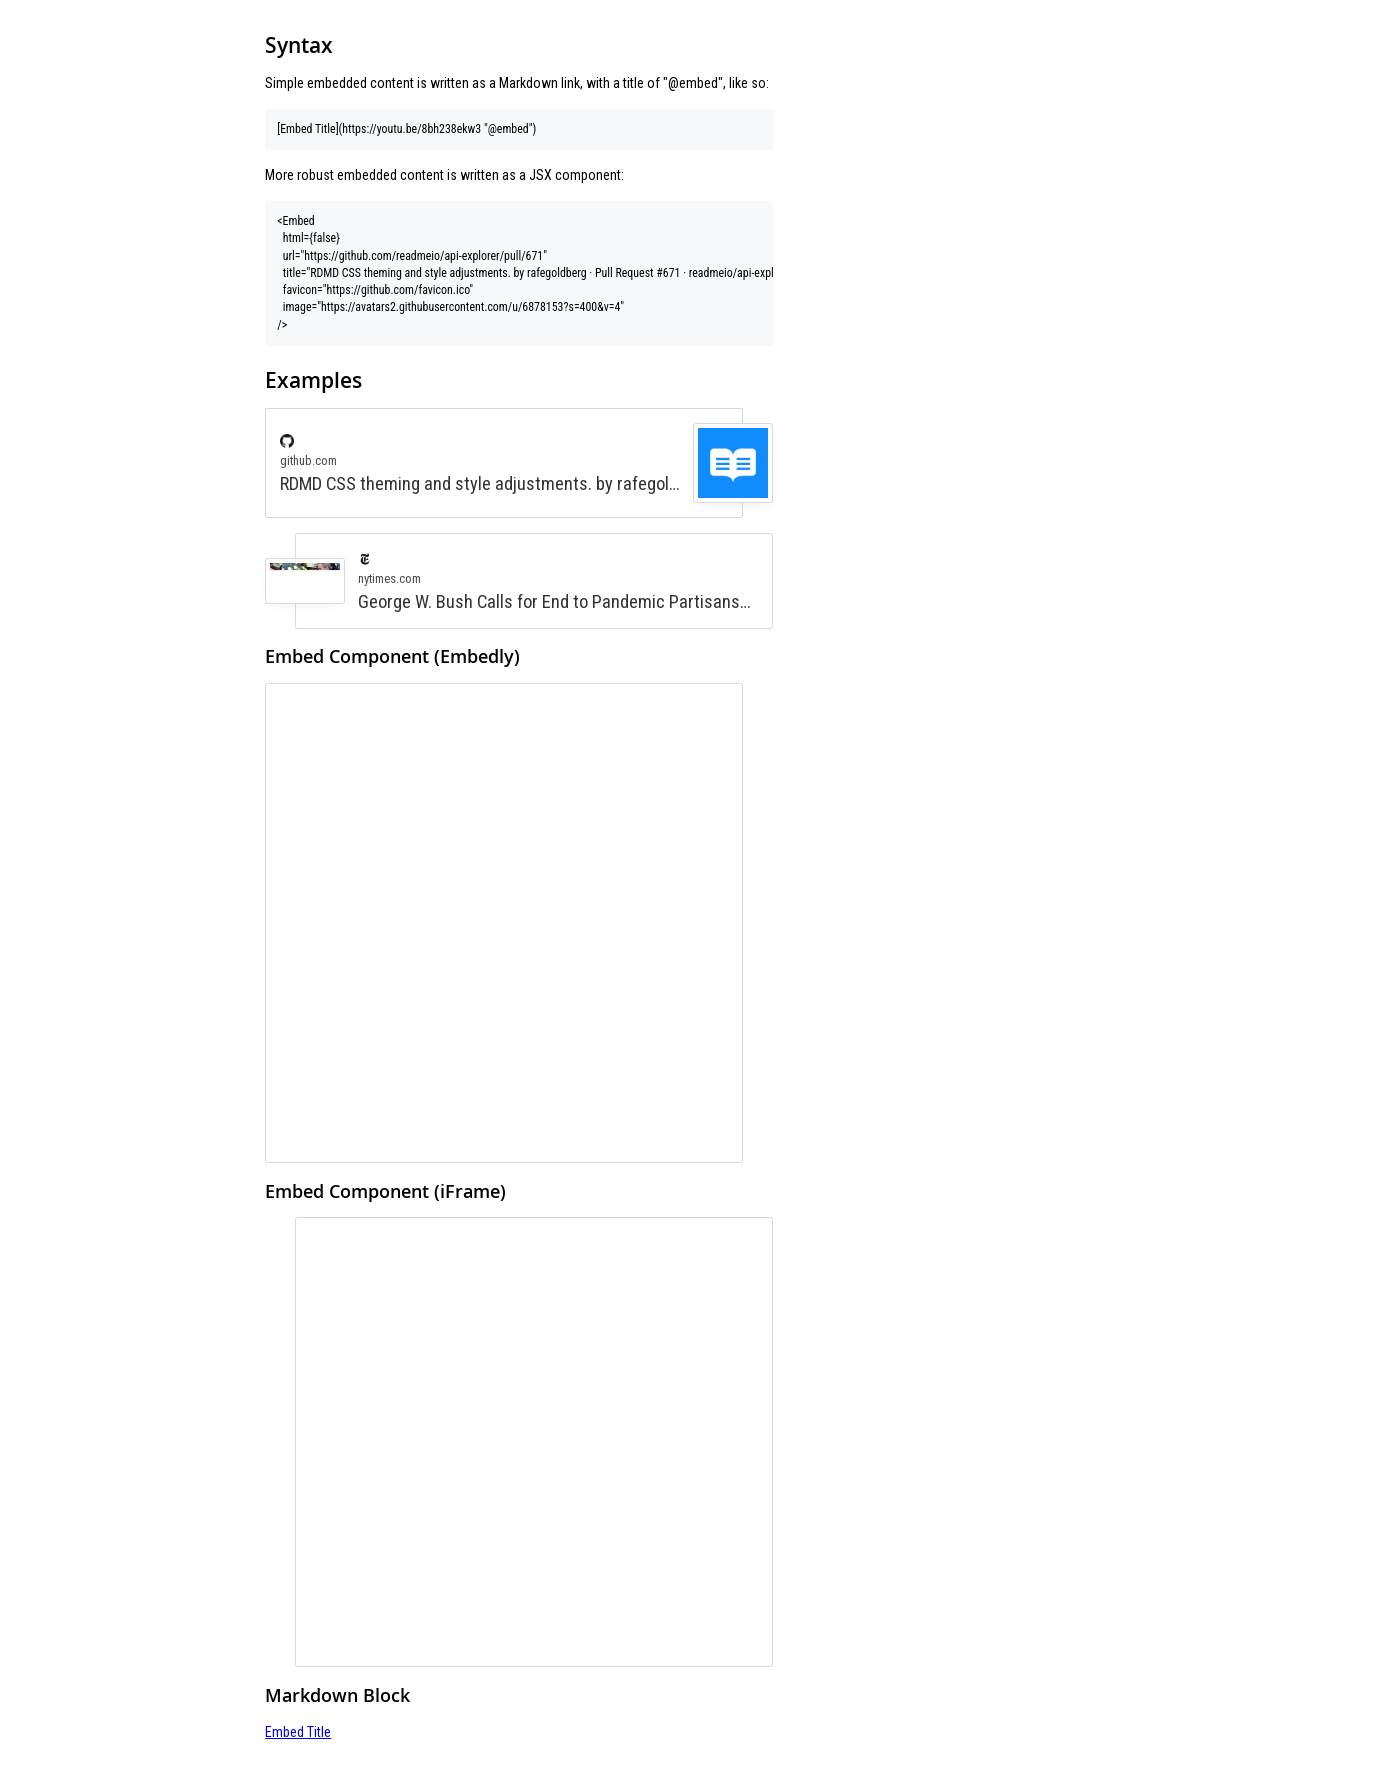 Syntax
Simple embedded content is written as a Markdown link, with a title of "@embed", like so:
[Embed Title](https://youtu.be/8bh238ekw3 "@embed")
More robust embedded content is written as a JSX component:
<Embed
  html={false}
  url="https://github.com/readmeio/api-explorer/pull/671"
  title="RDMD CSS theming and style adjustments. by rafegoldberg · Pull Request #671 · readmeio/api-expl
  favicon="https://github.com/favicon.ico"
  image="https://avatars2.githubusercontent.com/u/6878153?s=400&v=4"
/>
Examples
github.com
RDMD CSS theming and style adjustments. by rafegol…
nytimes.com
George W. Bush Calls for End to Pandemic Partisans…
Embed Component (Embedly)
Embed Component (iFrame)
Markdown Block
Embed Title